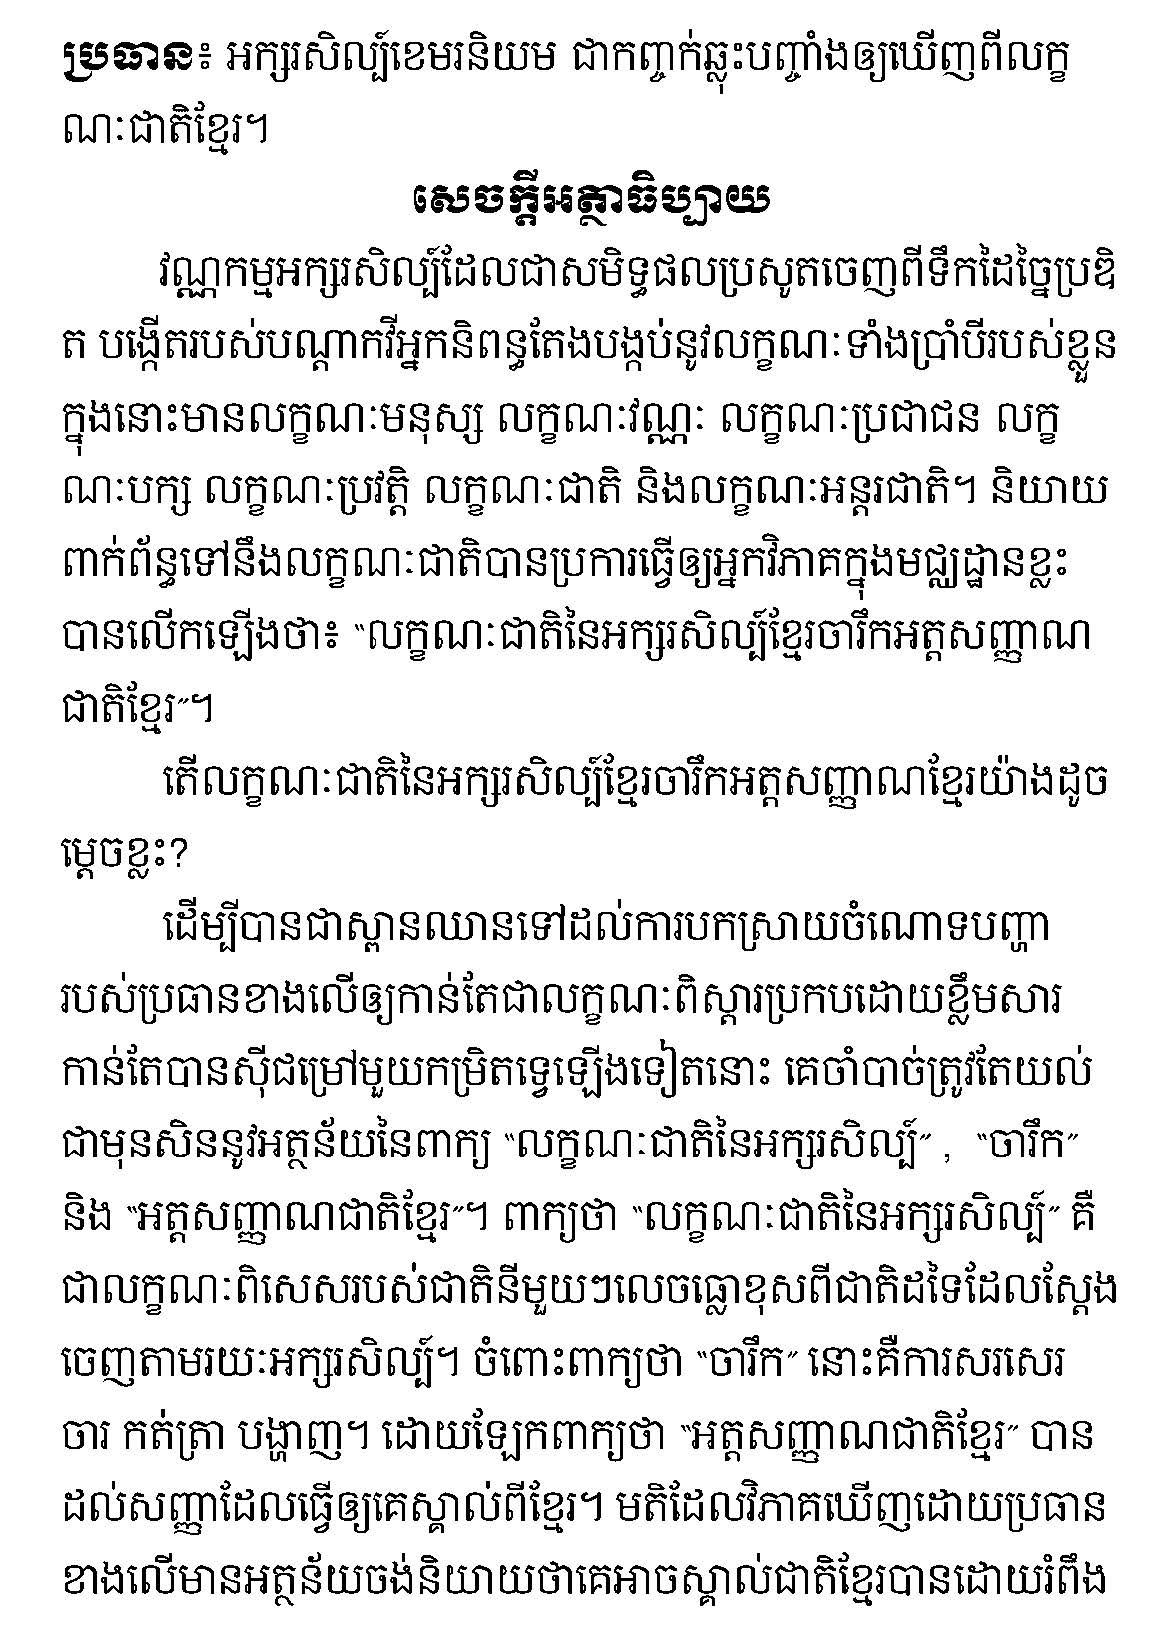 ប្រធាន៖ អក្សរសិល្ប៍ខេមរនិយម ជាកញ្ចក់ឆ្លុះបញ្ចាំងឲ្យឃើញពីលក្ខ
ណៈជាតិខ្មែរ។
សេចក្តីអត្ថាធិប្បាយ
វណ្ណកម្មអក្សរសិល្ប៍ដែលជាសមិទ្ធផលប្រសូតចេញពីទឹកដៃច្នៃប្រឌិ
ត បង្កើតរបស់បណ្តាកវីអ្នកនិពន្ធតែងបង្កប់នូវលក្ខណៈទាំងប្រាំបីរបស់ខ្លួន
ក្នុងនោះមានលក្ខណៈមនុស្ស លក្ខណៈវណ្ណៈ លក្ខណៈប្រជាជន លក្ខ
ណៈបក្ស លក្ខណៈប្រវត្តិ លក្ខណៈជាតិ និងលក្ខណៈអន្តរជាតិ។ និយាយ
ពាក់ព័ន្ធទៅនឹងលក្ខណៈជាតិបានប្រការធ្វើឲ្យអ្នកវិភាគក្នុងមជ្ឈដ្ឋានខ្លះ
បានលើកឡើងថា៖ “លក្ខណៈជាតិនៃអក្សរសិល្ប៍ខ្មែរចារឹកអត្តសញ្ញាណ
ជាតិខ្មែរ”។
តើលក្ខណៈជាតិនៃអក្សរសិល្ប៍ខ្មែរចារឹកអត្តសញ្ញាណខ្មែរយ៉ាងដូច
ម្តេចខ្លះ?
ដើម្បីបានជាស្ពានឈានទៅដល់ការបកស្រាយចំណោទបញ្ហា
របស់ប្រធានខាងលើឲ្យកាន់តែជាលក្ខណៈពិស្តារប្រកបដោយខ្លឹមសារ
កាន់តែបានស៊ីជម្រៅមួយកម្រិតទ្វេឡើងទៀតនោះ គេចាំបាច់ត្រូវតែយល់
ជាមុនសិននូវអត្ថន័យនៃពាក្យ “លក្ខណៈជាតិនៃអក្សរសិល្ប៍” , “ចារឹក”
និង “អត្តសញ្ញាណជាតិខ្មែរ”។ ពាក្យថា “លក្ខណៈជាតិនៃអក្សរសិល្ប៍” គឺ
ជាលក្ខណៈពិសេសរបស់ជាតិនីមួយៗលេចធ្លោខុសពីជាតិដទៃដែលស្តែង
ចេញតាមរយៈអក្សរសិល្ប៍។ ចំពោះពាក្យថា “ចារឹក” នោះគឺការសរសេរ
ចារ កត់ត្រា បង្ហាញ។ ដោយឡែកពាក្យថា “អត្តសញ្ញាណជាតិខ្មែរ” បាន
ដល់សញ្ញាដែលធ្វើឲ្យគេស្គាល់ពីខ្មែរ។ មតិដែលវិភាគឃើញដោយប្រធាន
ខាងលើមានអត្ថន័យចង់និយាយថាគេអាចស្គាល់ជាតិខ្មែរបានដោយរំពឹង